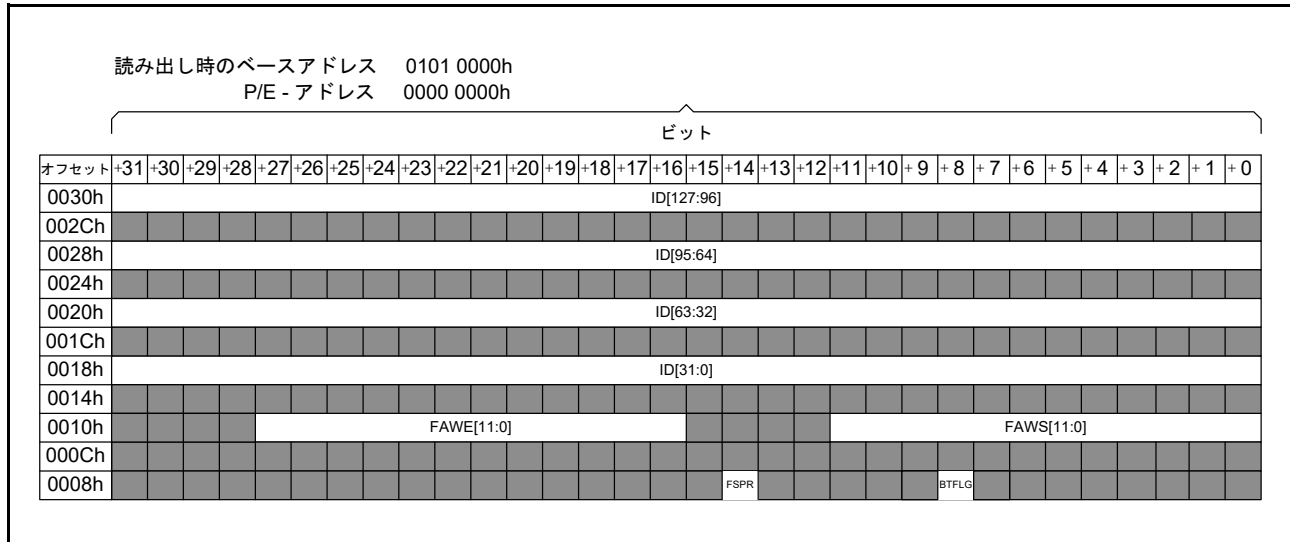 読み出し時のベースアドレス 0101 0000h
P/E - アドレス 0000 0000h
ビット
オフセット +31 +30 +29 +28 +27 +26 +25 +24 +23 +22 +21 +20 +19 +18 +17 +16 +15 +14 +13 +12 +11 +10 + 9 + 8 + 7 +6 + 5 + 4 + 3 + 2 + 1 + 0
0030h ID[127:96]
002Ch
0028h ID[95:64]
0024h
0020h ID[63:32]
001Ch
0018h ID[31:0]
0014h
0010h FAWE[11:0] FAWS[11:0]
000Ch
0008h FSPR BTFLG